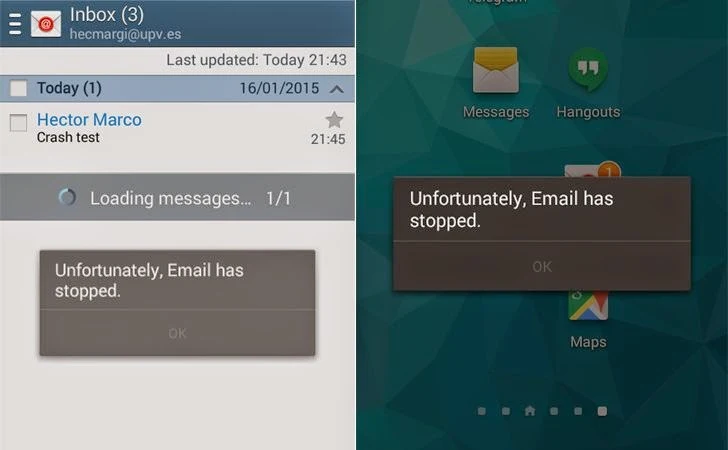 Inbox (3)
hecmargi@upv.es
Last updated: Today 21:43
Today (1) 16/01/2015
Hector Marco
Crash test
21:45
Loading messages... 1/1
Unfortunately, Email has
stopped.
OK
Telegram
Messages Hangouts
1
Unfortunately, Email has
stopped.
OK
Maps